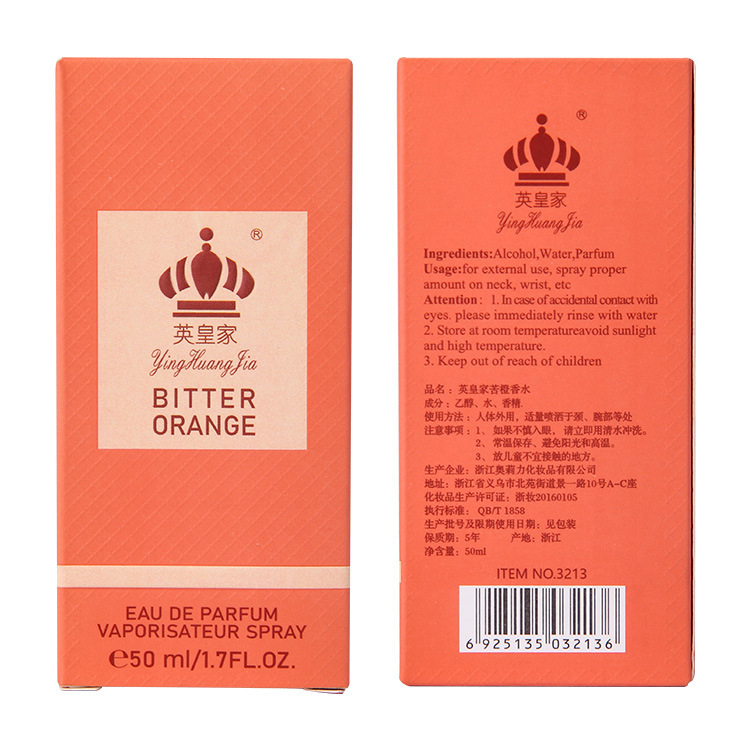 ®
英皇家
YingHuangJia
BITTER
ORANGE
EAU DE PARFUM
VAPORISATEUR SPRAY
℮50 ml/1.7FL.OZ.
®
英皇家
YingHuangJia
Ingredients:Alcohol,Water,Parfum
Usage:for external use, spray proper
amount on neck, wrist, etc
Attention：1. In case of accidental contact with
eyes. please immediately rinse with water
2. Store at room temperatureavoid sunlight
and high temperature.
3. Keep out of reach of children
品名：英皇家苦橙香水
成分：乙醇、水、香精
使用方法：人体外用，适量喷洒于颈、腕部等处
注意事项：1、如果不慎入眼，请立即用清水冲洗。
2、常温保存、避免阳光和高温。
3、放儿童不宜接触的地方。
生产企业：浙江奥莉力化妆品有限公司
地址：浙江省义乌市北苑街道景一路10号A-C座
化妆品生产许可证：浙妆20160105
执行标准：QB/T 1858
生产批号及限期使用日期：见包装
保质期：5年 产地：浙江
净含量：50ml
ITEM NO.3213
6 925135 032136